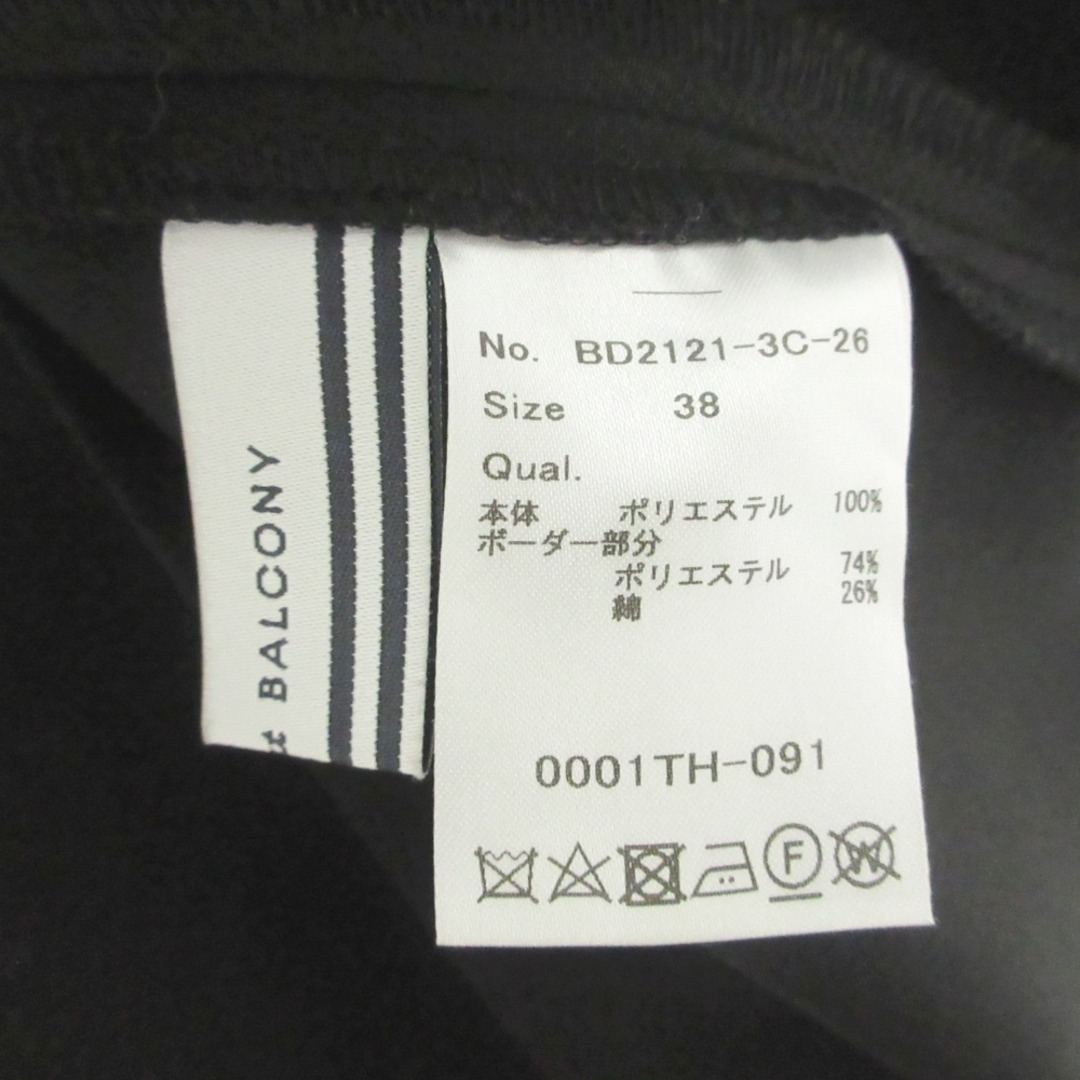 BALCONY
No. BD2121-3C-26
Size 38
Qual.
本体 ポリエステル 100%
ボーダー部分
ポリエステル 74%
綿 26%
0001TH-091
F
W